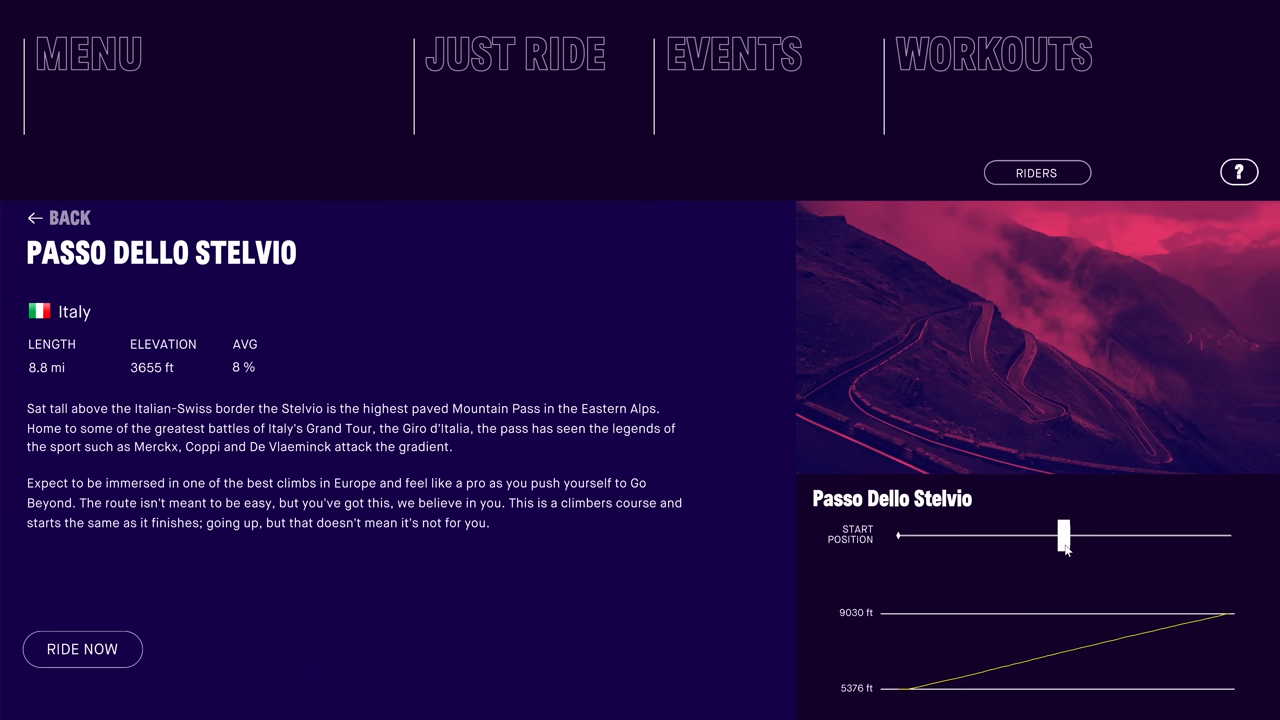 MENU
JUST RIDE
EVENTS
WORKOUTS
RIDERS
?
BACK
PASSO DELLO STELVIO
Italy
LENGTH ELEVATION AVG
8.8 mi 3655 ft 8 %
Sat tall above the Italian-Swiss border the Stelvio is the highest paved Mountain Pass in the Eastern Alps.
Home to some of the greatest battles of Italy's Grand Tour, the Giro d'Italia, the pass has seen the legends of
the sport such as Merckx, Coppi and De Vlaeminck attack the gradient.
Expect to be immersed in one of the best climbs in Europe and feel like a pro as you push yourself to Go
Beyond. The route isn't meant to be easy, but you've got this, we believe in you. This is a climbers course and
starts the same as it finishes; going up, but that doesn't mean it's not for you.
RIDE NOW
Passo Dello Stelvio
START
POSITION
9030 ft
5376 ft